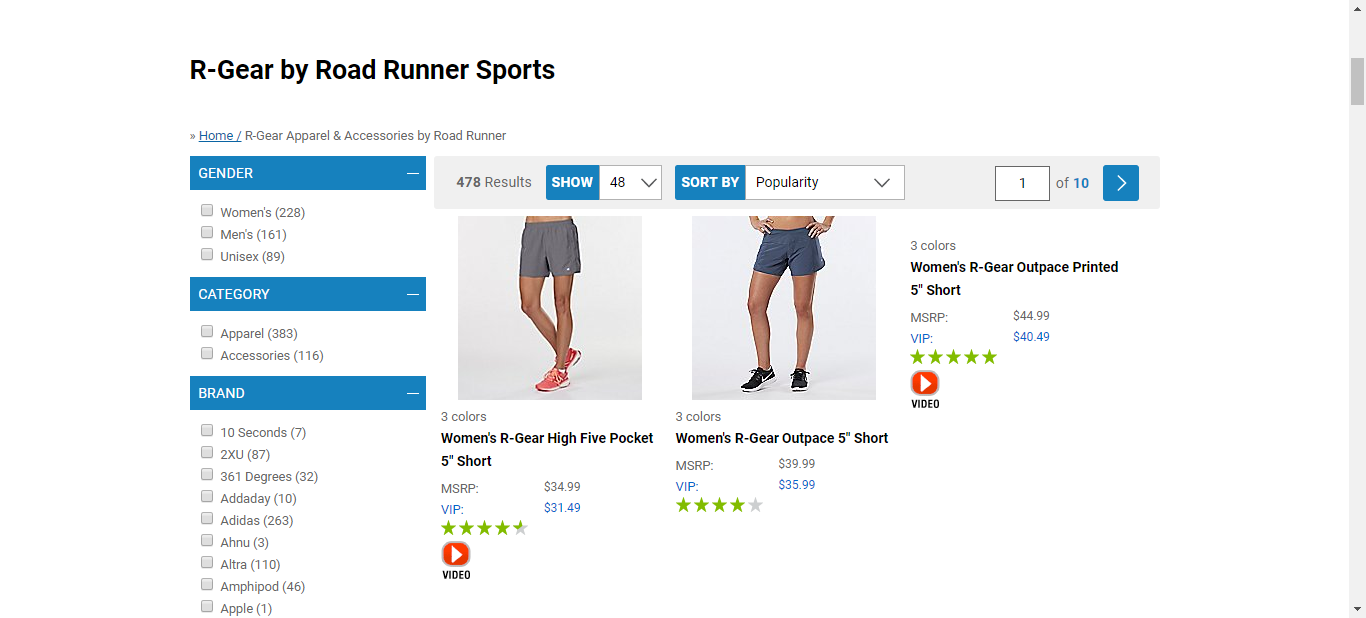 R-Gear by Road Runner Sports
» Home / R-Gear Apparel & Accessories by Road Runner
GENDER
Women's (228)
Men's (161)
Unisex (89)
CATEGORY
Apparel (383)
Accessories (116)
BRAND
10 Seconds (7)
2XU (87)
361 Degrees (32)
Addaday (10)
Adidas (263)
Ahnu (3)
Altra (110)
Amphipod (46)
Apple (1)
478 Results SHOW 48 SORT BY Popularity 1 of 10
3 colors
Women's R-Gear High Five Pocket
5" Short
MSRP: $34.99
VIP: $31.49
VIDEO
3 colors
Women's R-Gear Outpace 5" Short
MSRP: $39.99
VIP: $35.99
3 colors
Women's R-Gear Outpace Printed
5" Short
MSRP: $44.99
VIP: $40.49
VIDEO